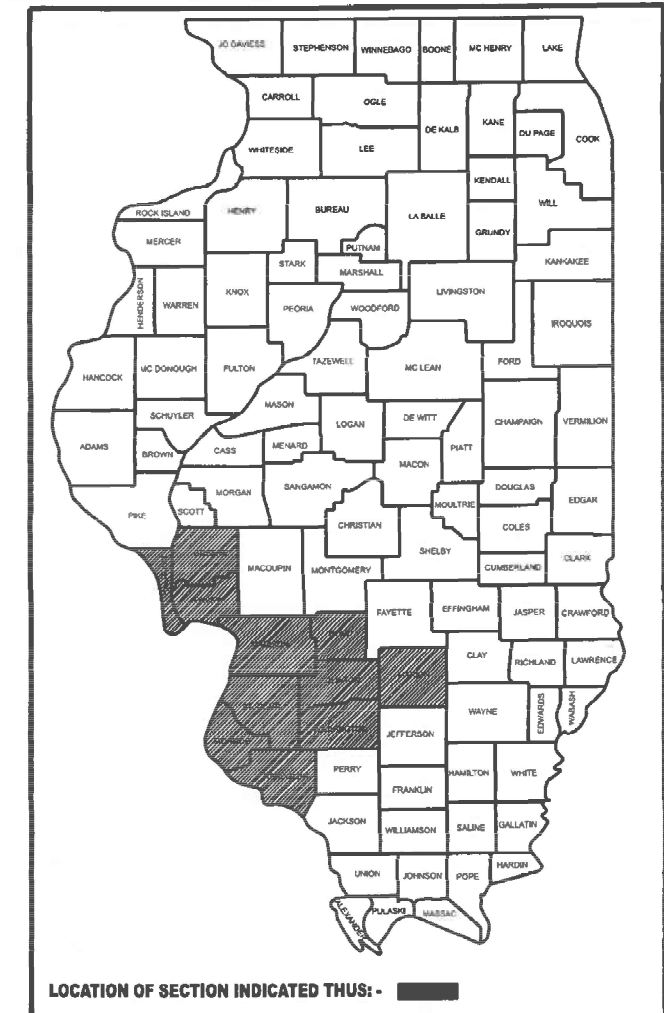 JO DAVIESS
STEPHENSON
WINNEBAGO
BOONE
MC HENRY
LAKE
CARROLL
OGLE
DE KALB
KANE
DU PAGE
COOK
WHITESIDE
LEE
KENDALL
WILL
ROCK ISLAND
HENRY
BUREAU
LA SALLE
GRUNDY
MERCER
PUTNAM
KANKAKEE
STARK
MARSHALL
HENDERSON
WARREN
KNOX
PEORIA
WOODFORD
LIVINGSTON
IROQUOIS
HANCOCK
MC DONOUGH
FULTON
TAZEWELL
MC LEAN
FORD
SCHUYLER
MASON
LOGAN
DE WITT
CHAMPAIGN
VERMILION
ADAMS
BROWN
CASS
MENARD
MACON
PIATT
PIKE
SCOTT
MORGAN
SANGAMON
MOULTRIE
DOUGLAS
EDGAR
CHRISTIAN
COLES
SHELBY
MACOUPIN
MONTGOMERY
CUMBERLAND
CLARK
FAYETTE
EFFINGHAM
JASPER
CRAWFORD
CLAY
RICHLAND
LAWRENCE
WAYNE
EDWARDS
WABASH
JEFFERSON
PERRY
FRANKLIN
HAMILTON
WHITE
JACKSON
WILLIAMSON
SALINE
GALLATIN
UNION
JOHNSON
POPE
HARDIN
ALEXANDER
PULASKI
MASSAC
LOCATION OF SECTION INDICATED THUS: -